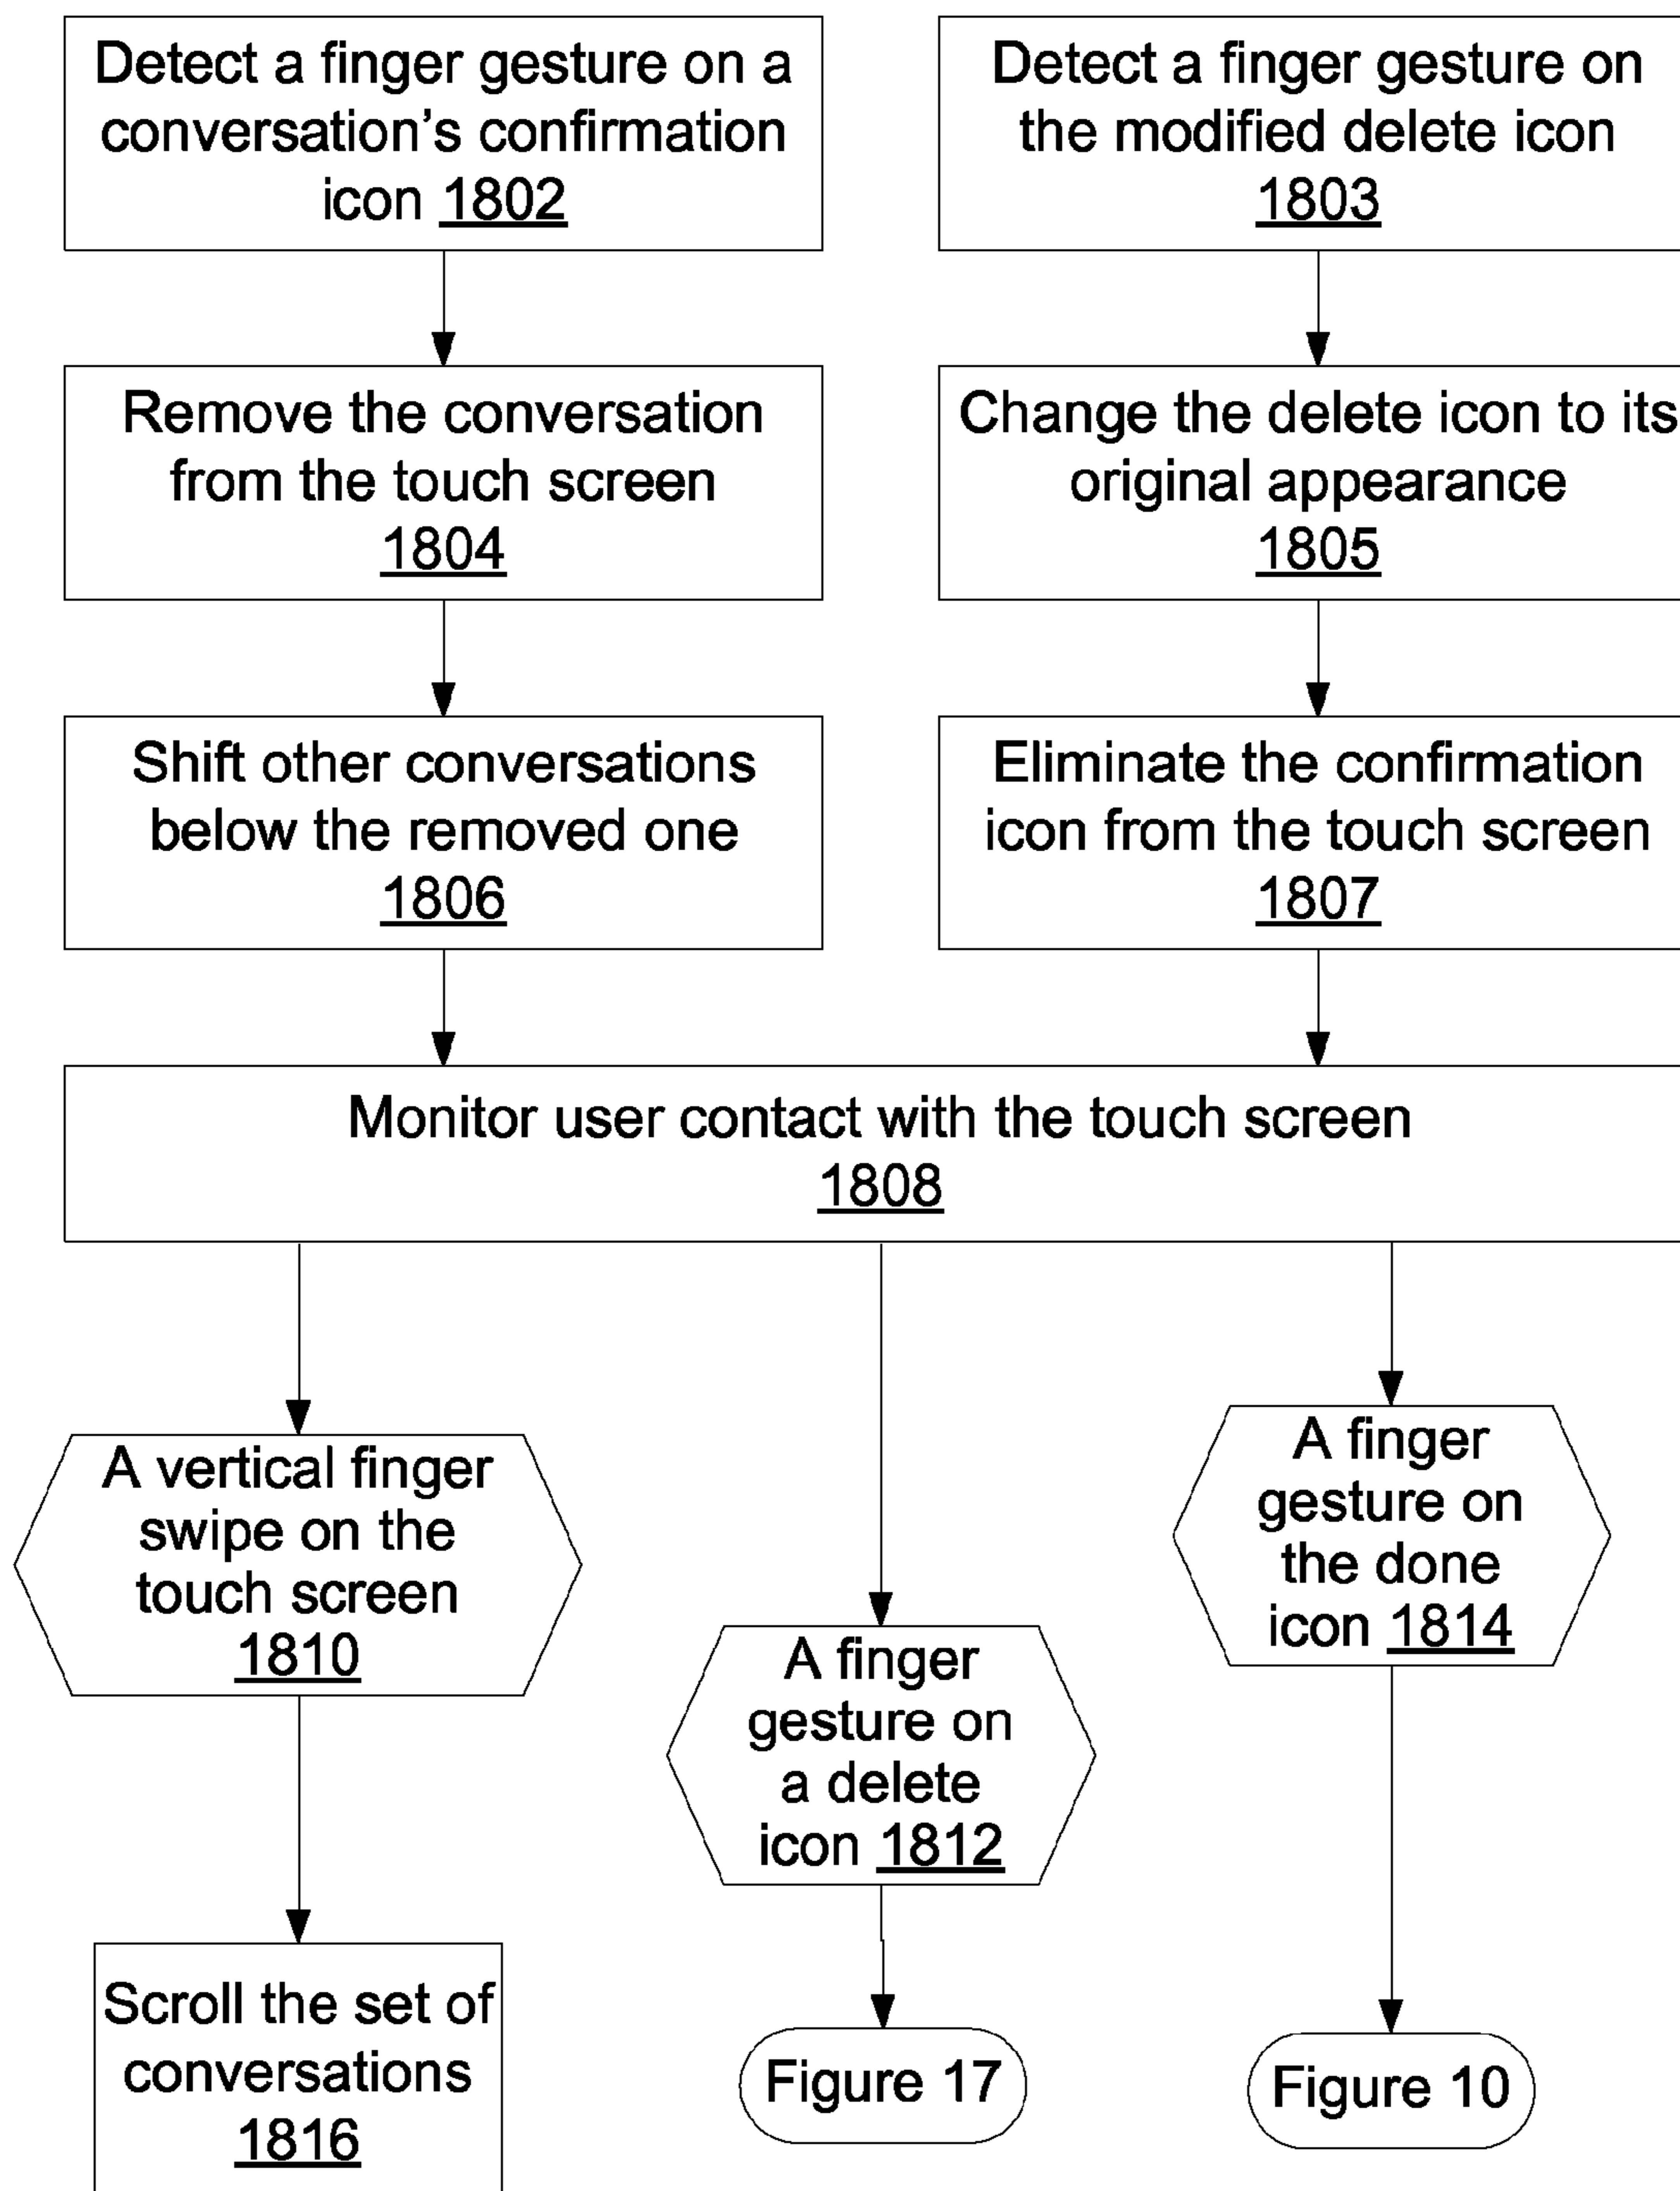 Detect a finger gesture on a
conversation's confirmation
icon 1802
Detect a finger gesture on
the modified delete icon
1803
Remove the conversation
from the touch screen
1804
Change the delete icon to its
original appearance
1805
Shift other conversations
below the removed one
1806
Eliminate the confirmation
icon from the touch screen
1807
Monitor user contact with the touch screen
1808
A vertical finger
swipe on the
touch screen
1810
A finger
gesture on
a delete
icon 1812
A finger
gesture on
the done
icon 1814
Scroll the set of
conversations
1816
Figure 17
Figure 10